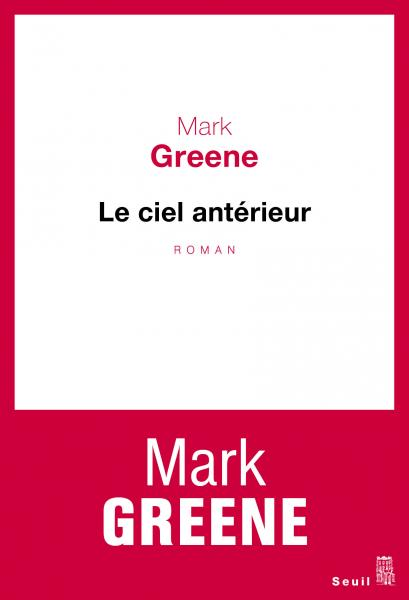 Mark
Greene
Le ciel antérieur
ROMAN
Mark
GREENE
Seuil